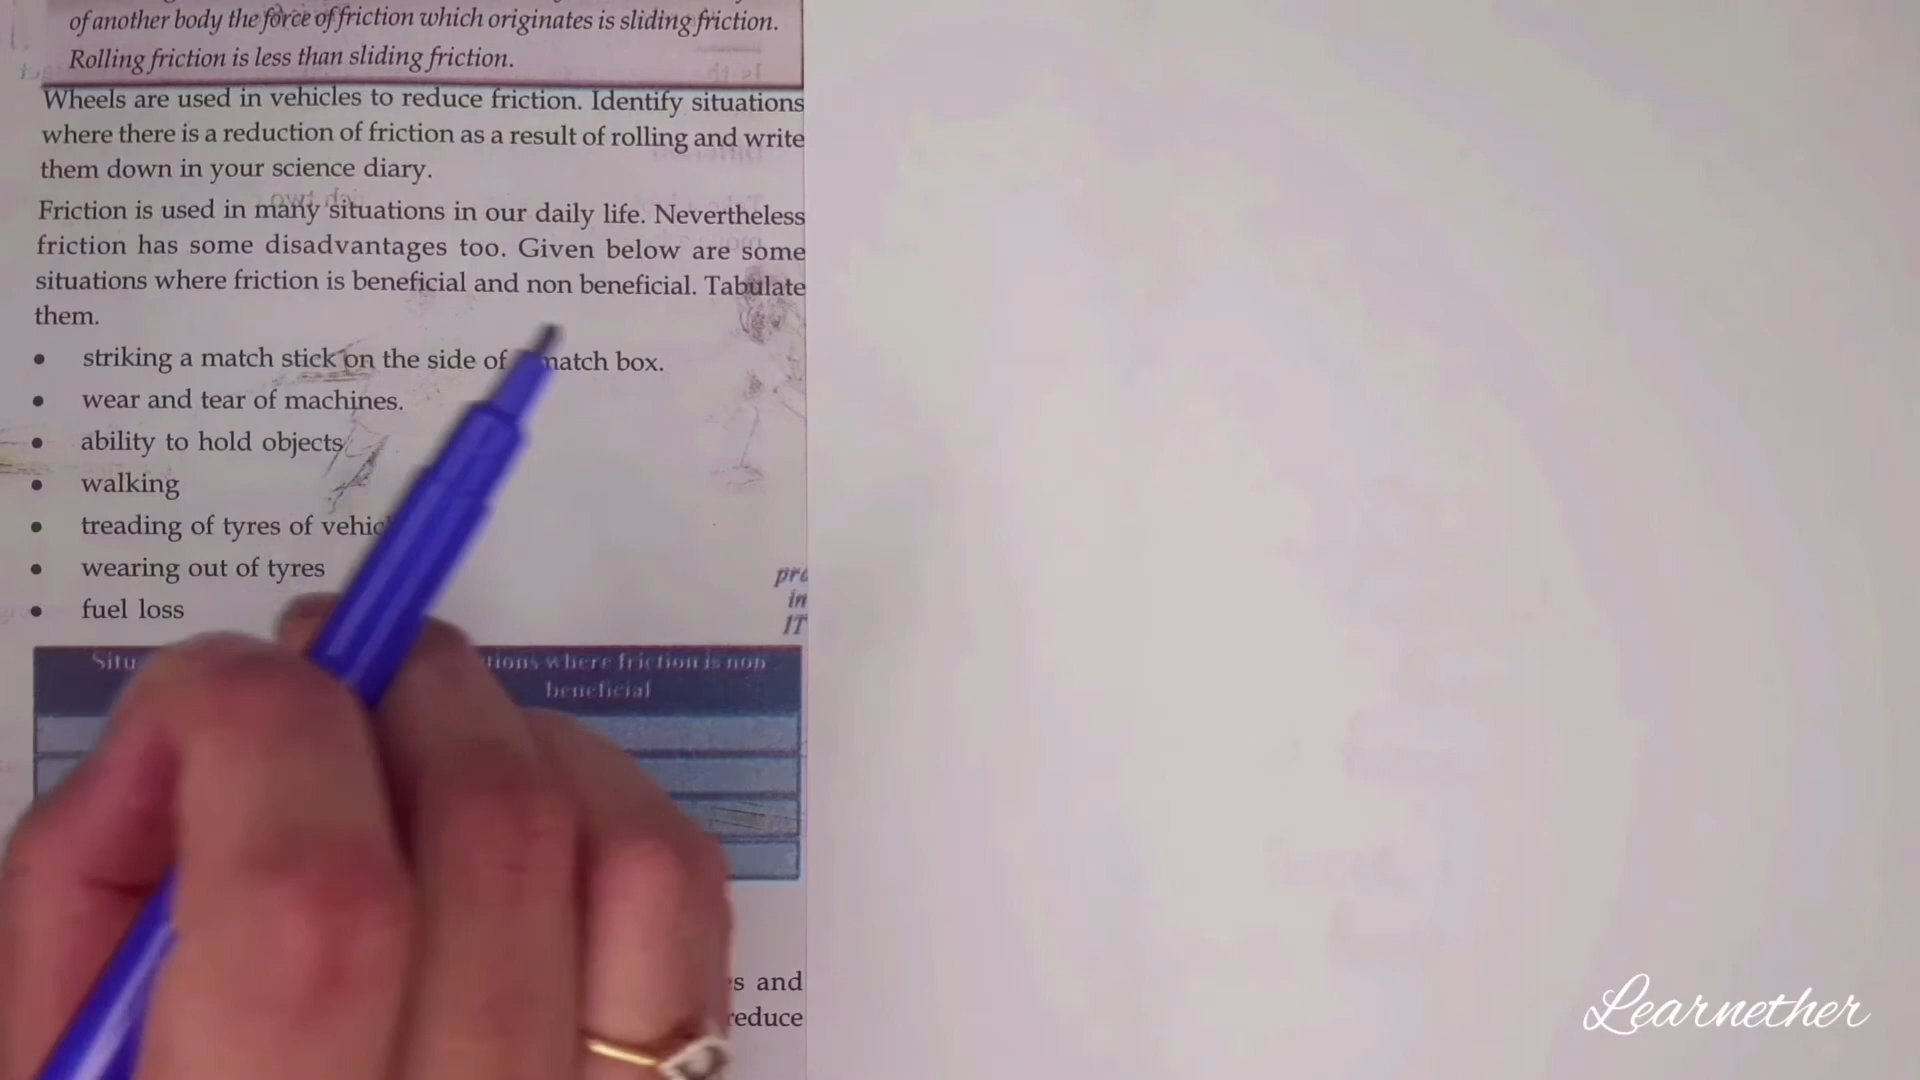 of another body the force of friction which originates is sliding friction.
Rolling friction is less than sliding friction.
Wheels are used in vehicles to reduce friction. Identify situations
where there is a reduction of friction as a result of rolling and write
them down in your science diary.
Friction is used in many situations in our daily life. Nevertheless
friction has some disadvantages too. Given below are some
situations where friction is beneficial and non beneficial. Tabulate
them.
• striking a match stick on the side of match box.
• wear and tear of machines.
• ability to hold objects
• walking
• treading of tyres of
• wearing out of tyres
• fuel loss
in
IT
where friction is non
beneficial
and
reduce
Learnether